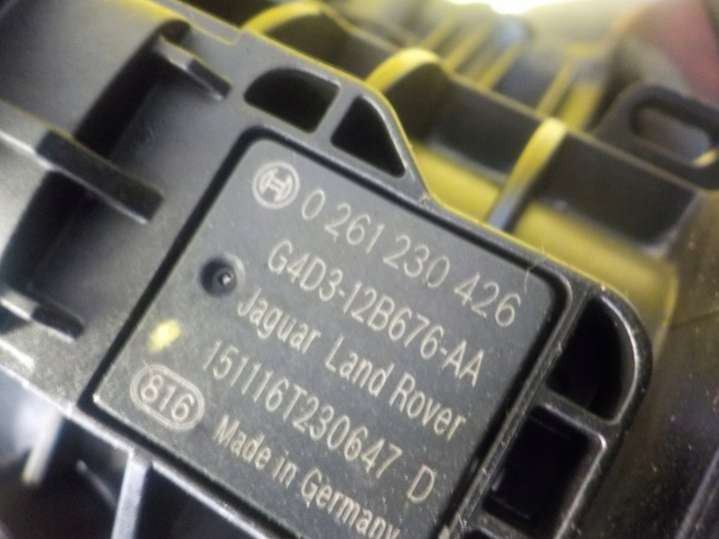 0 261 230 426
G4D3-12B676-AA
Jaguar Land Rover
151116T230647 D
816
Made in Germany